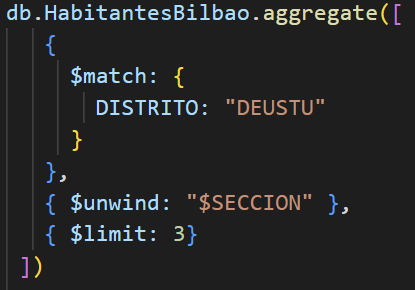 db.HabitantesBilbao.aggregate([
{
$match: {
DISTRITO: "DEUSTU"
}
},
{ $unwind: "$SECCION" },
{ $limit: 3}
])